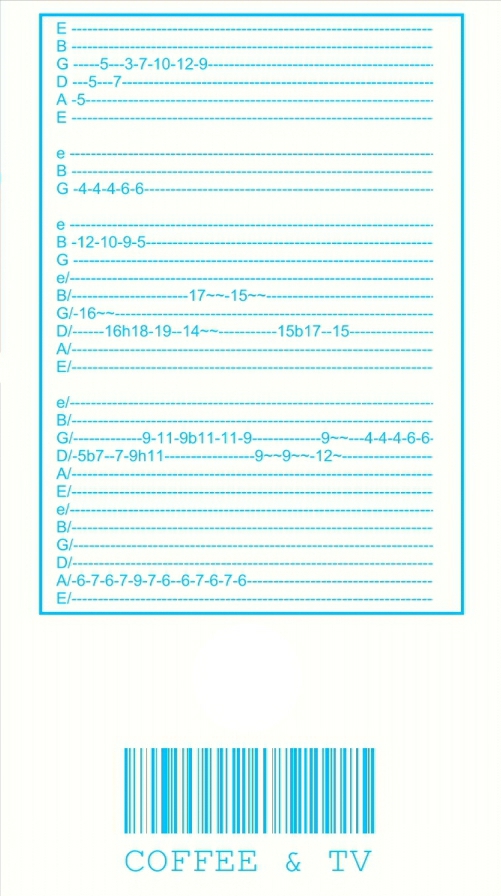 E ------------------------------------------------------------
B ------------------------------------------------------------
G -----5---3-7-10-12-9--------------------------------------
D ---5---7----------------------------------------------------
A -5----------------------------------------------------------
E ------------------------------------------------------------
e ------------------------------------------------------------
B ------------------------------------------------------------
G -4-4-4-6-6------------------------------------------------
e ------------------------------------------------------------
B -12-10-9-5------------------------------------------------
G ------------------------------------------------------------
e/------------------------------------------------------------
B/-------------------17~~-15~~----------------------------
G/-16~~-----------------------------------------------------
D/------16h18-19--14~~----------15b17--15--------------
A/------------------------------------------------------------
E/------------------------------------------------------------
e/------------------------------------------------------------
B/------------------------------------------------------------
G/------------9-11-9b11-11-9------------9~~---4-4-4-6-6-
D/-5b7--7-9h11---------------9~~9~~-12~---------------
A/------------------------------------------------------------
E/------------------------------------------------------------
e/------------------------------------------------------------
B/------------------------------------------------------------
G/------------------------------------------------------------
D/------------------------------------------------------------
A/-6-7-6-7-9-7-6--6-7-6-7-6-------------------------------
E/------------------------------------------------------------
COFFEE & TV